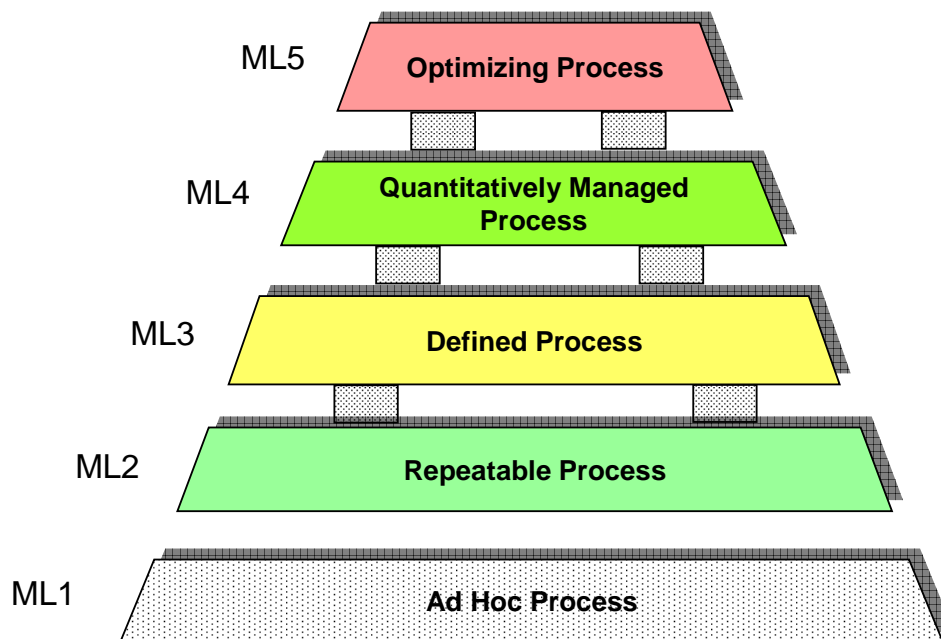 ML5
Optimizing Process
ML4
Quantitatively Managed
Process
ML3
Defined Process
ML2
Repeatable Process
ML1
Ad Hoc Process